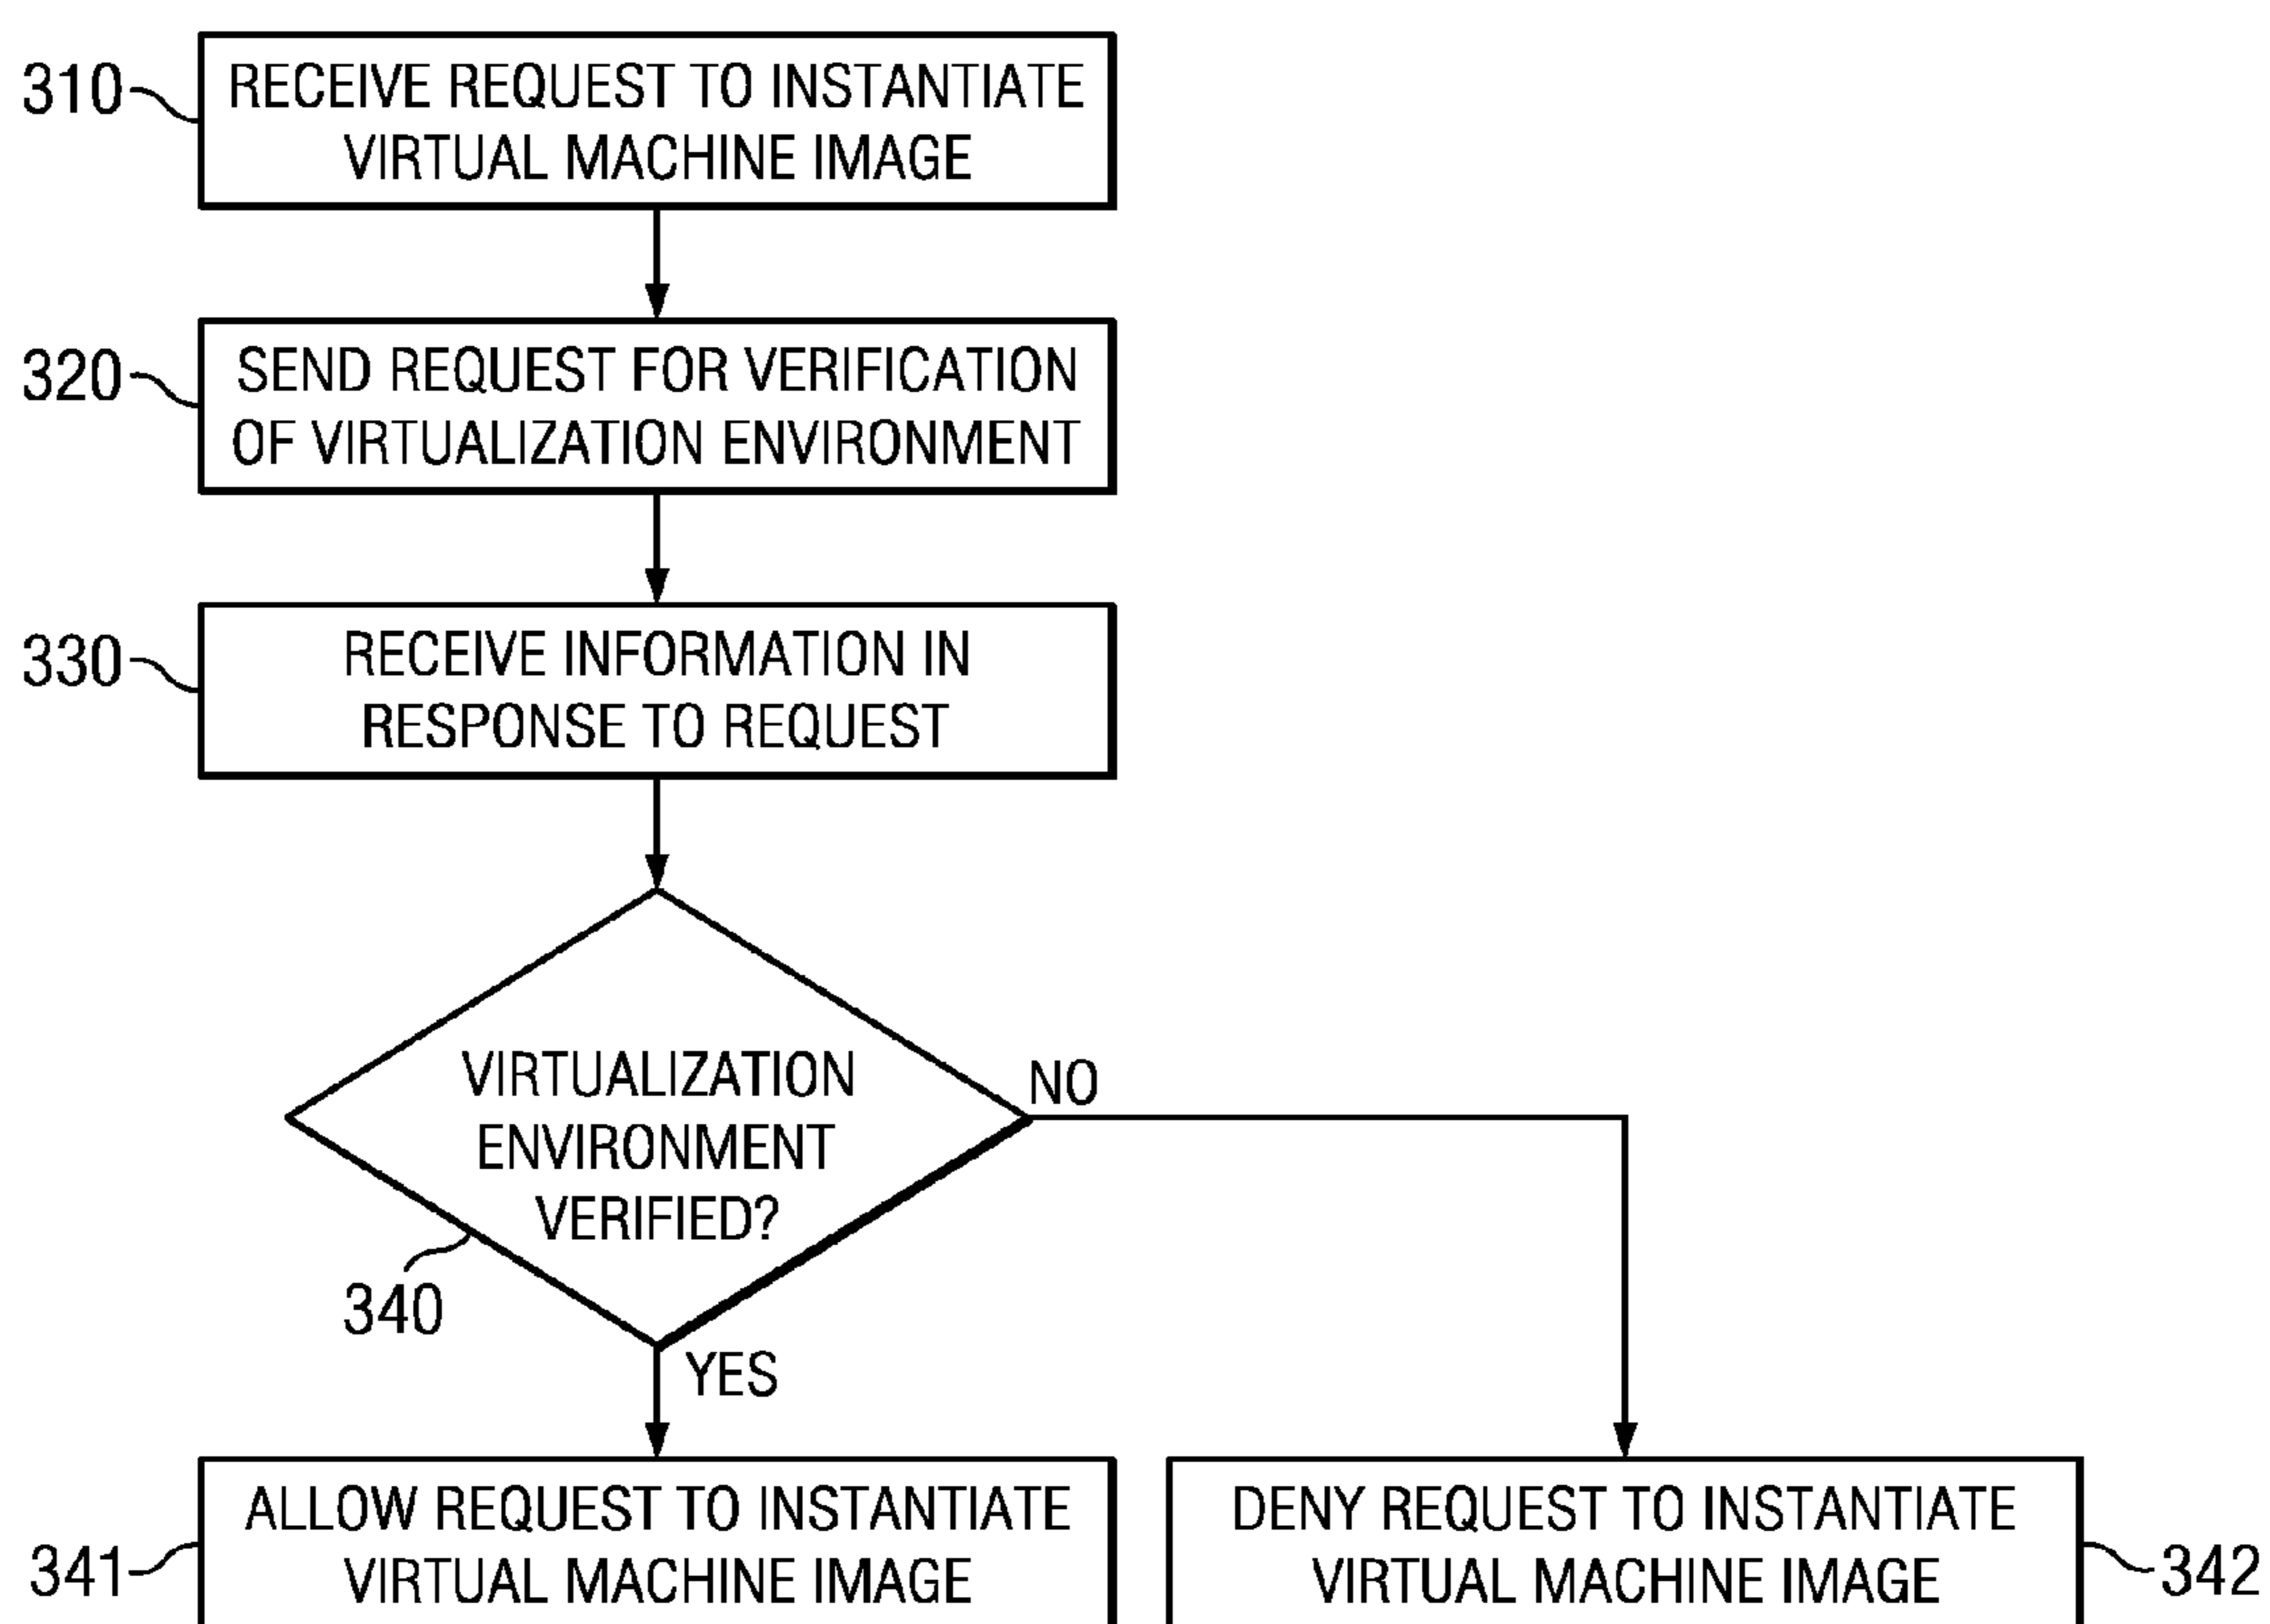 310
RECEIVE REQUEST TO INSTANTIATE
VIRTUAL MACHINE IMAGE
320
SEND REQUEST FOR VERIFICATION
OF VIRTUALIZATION ENVIRONMENT
330
RECEIVE INFORMATION IN
RESPONSE TO REQUEST
VIRTUALIZATION
ENVIRONMENT
VERIFIED?
NO
340
YES
341
ALLOW REQUEST TO INSTANTIATE
VIRTUAL MACHINE IMAGE
DENY REQUEST TO INSTANTIATE
VIRTUAL MACHINE IMAGE
342